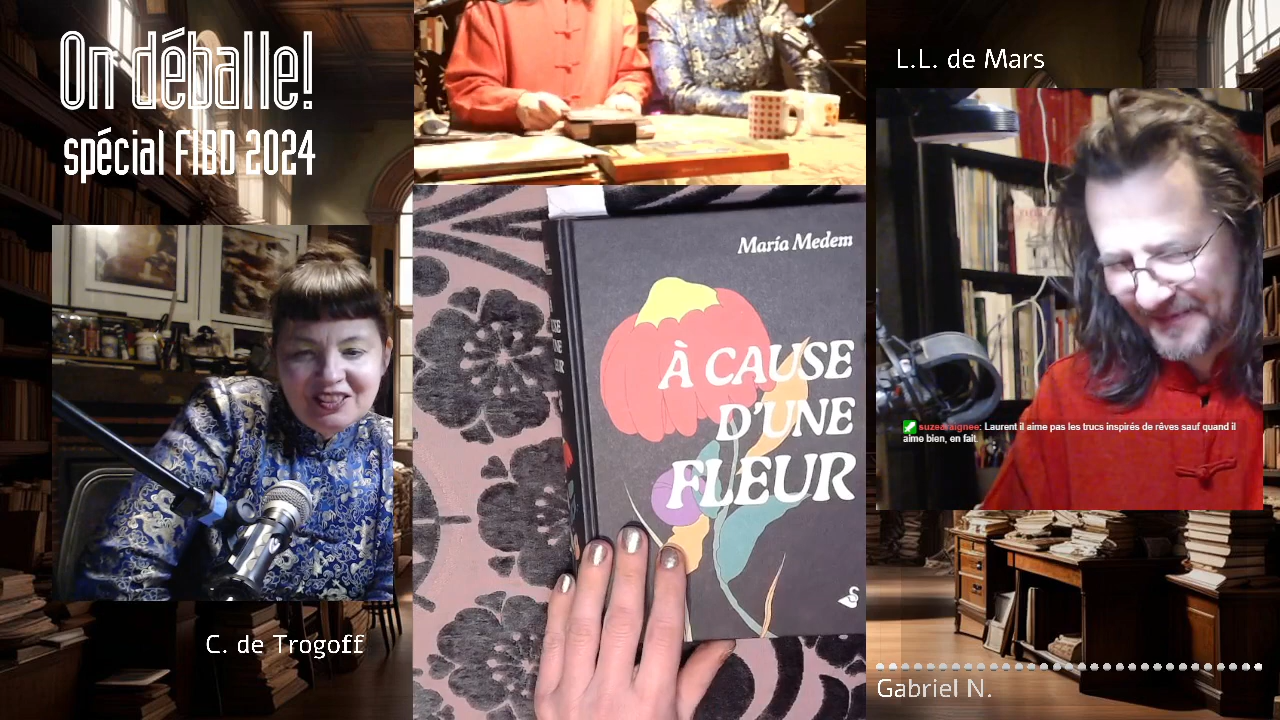 On déballe!
spécial FIBD 2024
L.L. de Mars
María Medem
À CAUSE
D'UNE
FLEUR
suzearaignee: Laurent il aime pas les trucs inspirés de rêves sauf quand il
aime bien, en fait.
C. de Trogoff
Gabriel N.